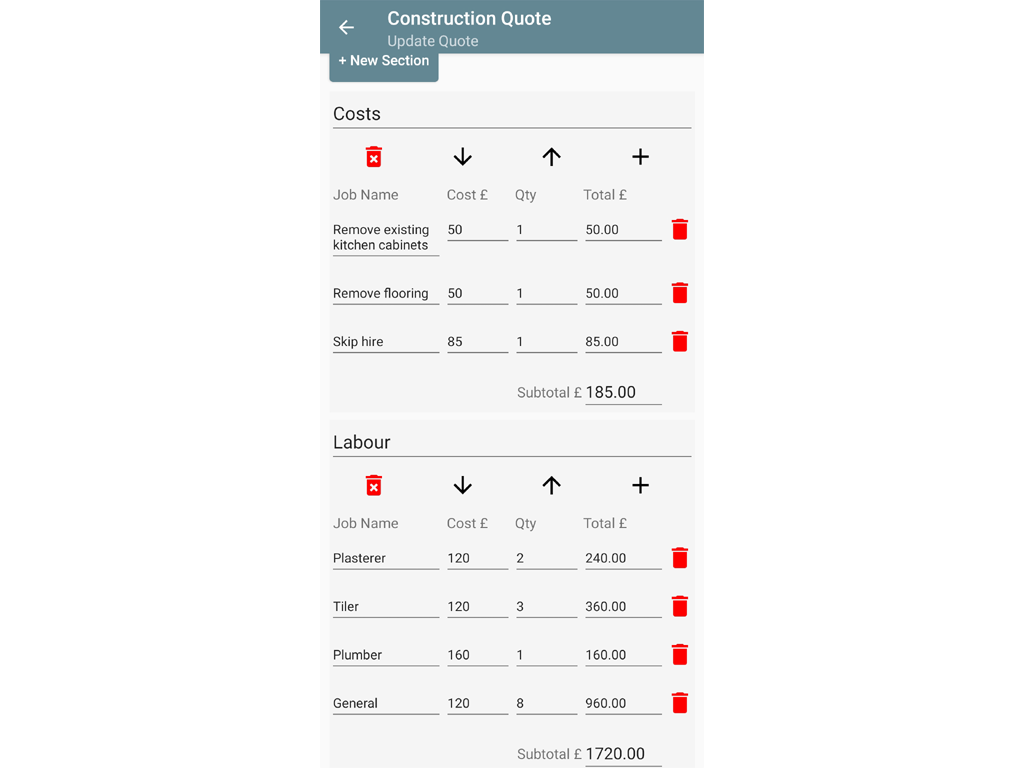 Construction Quote
Update Quote
+ New Section
Costs
Job Name Cost £ Qty Total £
Remove existing
kitchen cabinets 50 1 50.00
Remove flooring 50 1 50.00
Skip hire 85 1 85.00
Subtotal £ 185.00
Labour
Job Name Cost £ Qty Total £
Plasterer 120 2 240.00
Tiler 120 3 360.00
Plumber 160 1 160.00
General 120 8 960.00
Subtotal £ 1720.00